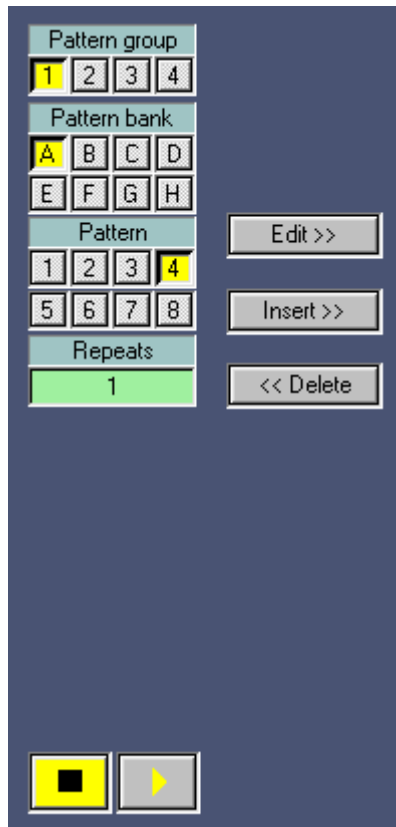 Pattern group
1 2 3 4
Pattern bank
A B C D
E F G H
Pattern
1 2 3 4
5 6 7 8
Repeats
1
Edit >>
Insert >>
<< Delete